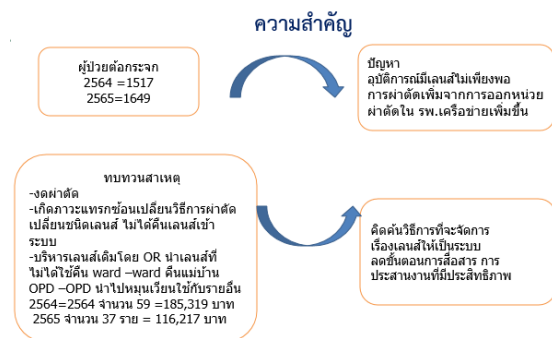 ความสำคัญ
ผู้ป่วยต้อกระจก
2564 =1517
2565=1649
ปัญหา
อุบัติการณ์มีเลนส์ไม่เพียงพอ
การผ่าตัดเพิ่มจากการออกหน่วย
ผ่าตัดใน รพ.เครือข่ายเพิ่มขึ้น
ทบทวนสาเหตุ
-งดผ่าตัด
-เกิดภาวะแทรกซ้อนเปลี่ยนวิธีการผ่าตัด
เปลี่ยนชนิดเลนส์ ไม่ได้คืนเลนส์เข้า
ระบบ
-บริหารเลนส์เดิมโดย OR นำเลนส์ที่
ไม่ได้ใช้คืน ward –ward คืนแม่บ้าน
OPD –OPD นำไปหมุนเวียนใช้กับรายอื่น
2564=2564 จำนวน 59 =185,319 บาท
2565 จำนวน 37 ราย = 116,217 บาท
คิดค้นวิธีการที่จะจัดการ
เรื่องเลนส์ให้เป็นระบบ
ลดขั้นตอนการสื่อสาร การ
ประสานงานที่มีประสิทธิภาพ